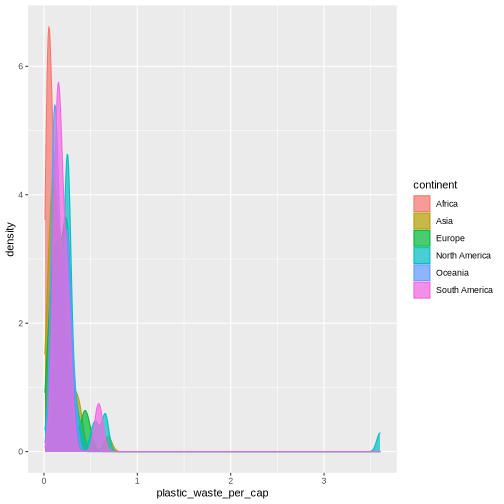 6
4
2
0
0
1
2
3
density
plastic_waste_per_cap
continent
Africa
Asia
Europe
North America
Oceania
South America